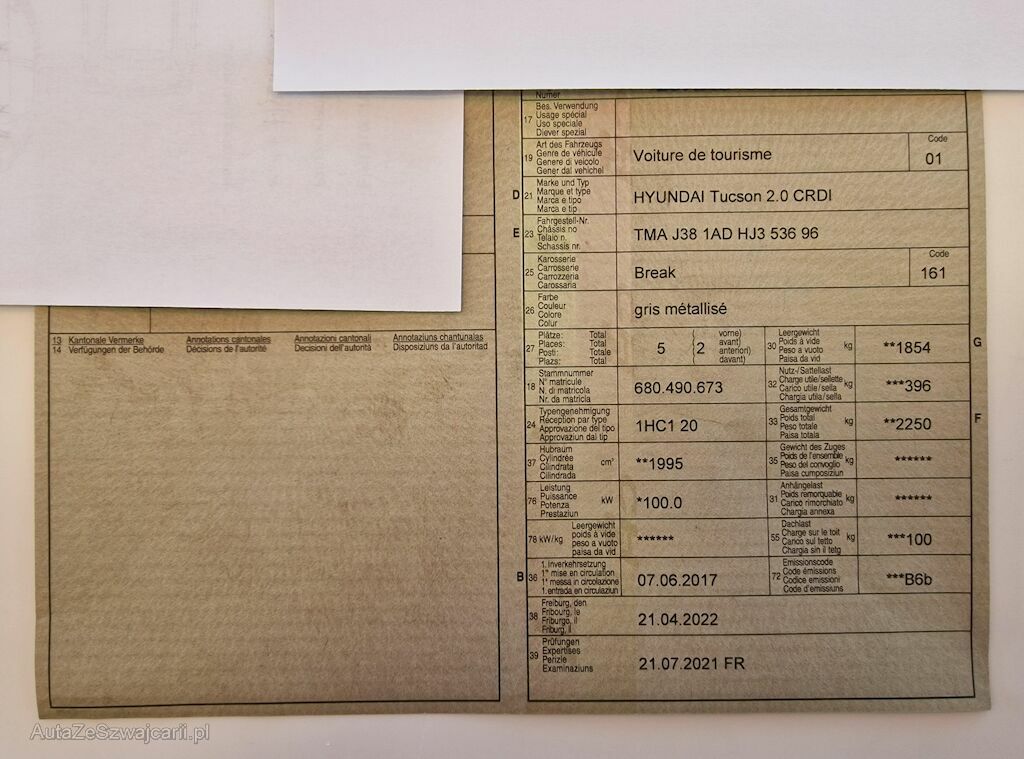 Numer
17 Bes. Verwendung
Usage spécial
Uso speciale
Diever spezial
19 Art des Fahrzeugs
Genre de véhicule
Genere di veicolo
Gener dal vehichel
Voiture de tourisme
Code
01
D 21 Marke und Typ
Marque et type
Marca e tipo
Marca e tip
HYUNDAI Tucson 2.0 CRDI
E 23 Fahrgestell-Nr.
Châssis no
Telaio n.
Schassis nr.
TMA J38 1AD HJ3 536 96
25 Karosserie
Carrosserie
Carrozzeria
Carossaria
Break
Code
161
26 Farbe
Couleur
Colore
Colur
gris métallisé
13 Kantonale Vermerke Annotations cantonales Annotazioni cantonali Annotaziuns chantunalas
14 Verfügungen der Behörde Décisions de l'autorité Decisioni dell'autorità Disposiziuns da l'autoritad
27 Plätze: Total
Places: Total
Posti: Totale
Plazs: Total
5 ( 2 vorne)
avant)
anteriori)
davant)
30 Leergewicht
Poids à vide
Peso a vuoto
Paisa da vid
kg
**1854 G
18 Stammnummer
N° matricule
N. di matricola
Nr. da matricla
680.490.673
32 Nutz-/Sattellast
Charge utile/sellette
Carico utile/sella
Chargia utila/sella
kg
***396
24 Typengenehmigung
Réception par type
Approvazione del tipo
Approvaziun dal tip
1HC1 20
33 Gesamtgewicht
Poids total
Peso totale
Paisa totala
kg
**2250 F
37 Hubraum
Cylindrée
Cilindrata
Cilindrada
cm³
**1995
35 Gewicht des Zuges
Poids de l'ensemble
Peso del convoglio
Paisa cumposiziun
kg
******
76 Leistung
Puissance
Potenza
Prestaziun
kW
*100.0
31 Anhängelast
Poids remorquable
Carico rimorchiato
Chargia annexa
kg
******
78 kW/kg Leergewicht
poids à vide
peso a vuoto
paisa da vid
******
55 Dachlast
Charge sur le toit
Carico sul tetto
Chargia sin il tetg
kg
***100
B 36 1. Inverkehrsetzung
1re mise en circulation
1a messa in circolazione
1. entrada en circulaziun
07.06.2017
72 Emissionscode
Code émissions
Codice emissioni
Code d'emissiuns
***B6b
38 Freiburg, den
Fribourg, le
Friburgo, il
Friburg, il
21.04.2022
39 Prüfungen
Expertises
Perizie
Examinaziuns
21.07.2021 FR
AutaZeSzwajcarii.pl